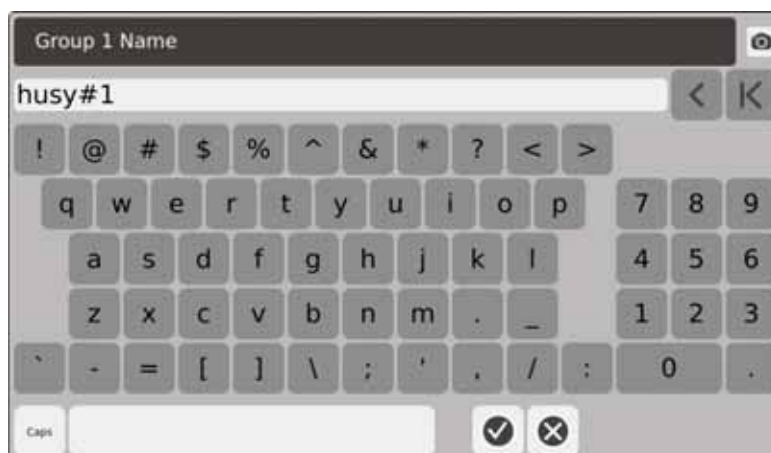 Group 1 Name
husy#1
! @ # $ % ^ & * ? < >
q w e r t y u i o p 7 8 9
a s d f g h j k l 4 5 6
z x c v b n m . _ 1 2 3
` - = [ ] \ ; ' , / : 0 .
Caps